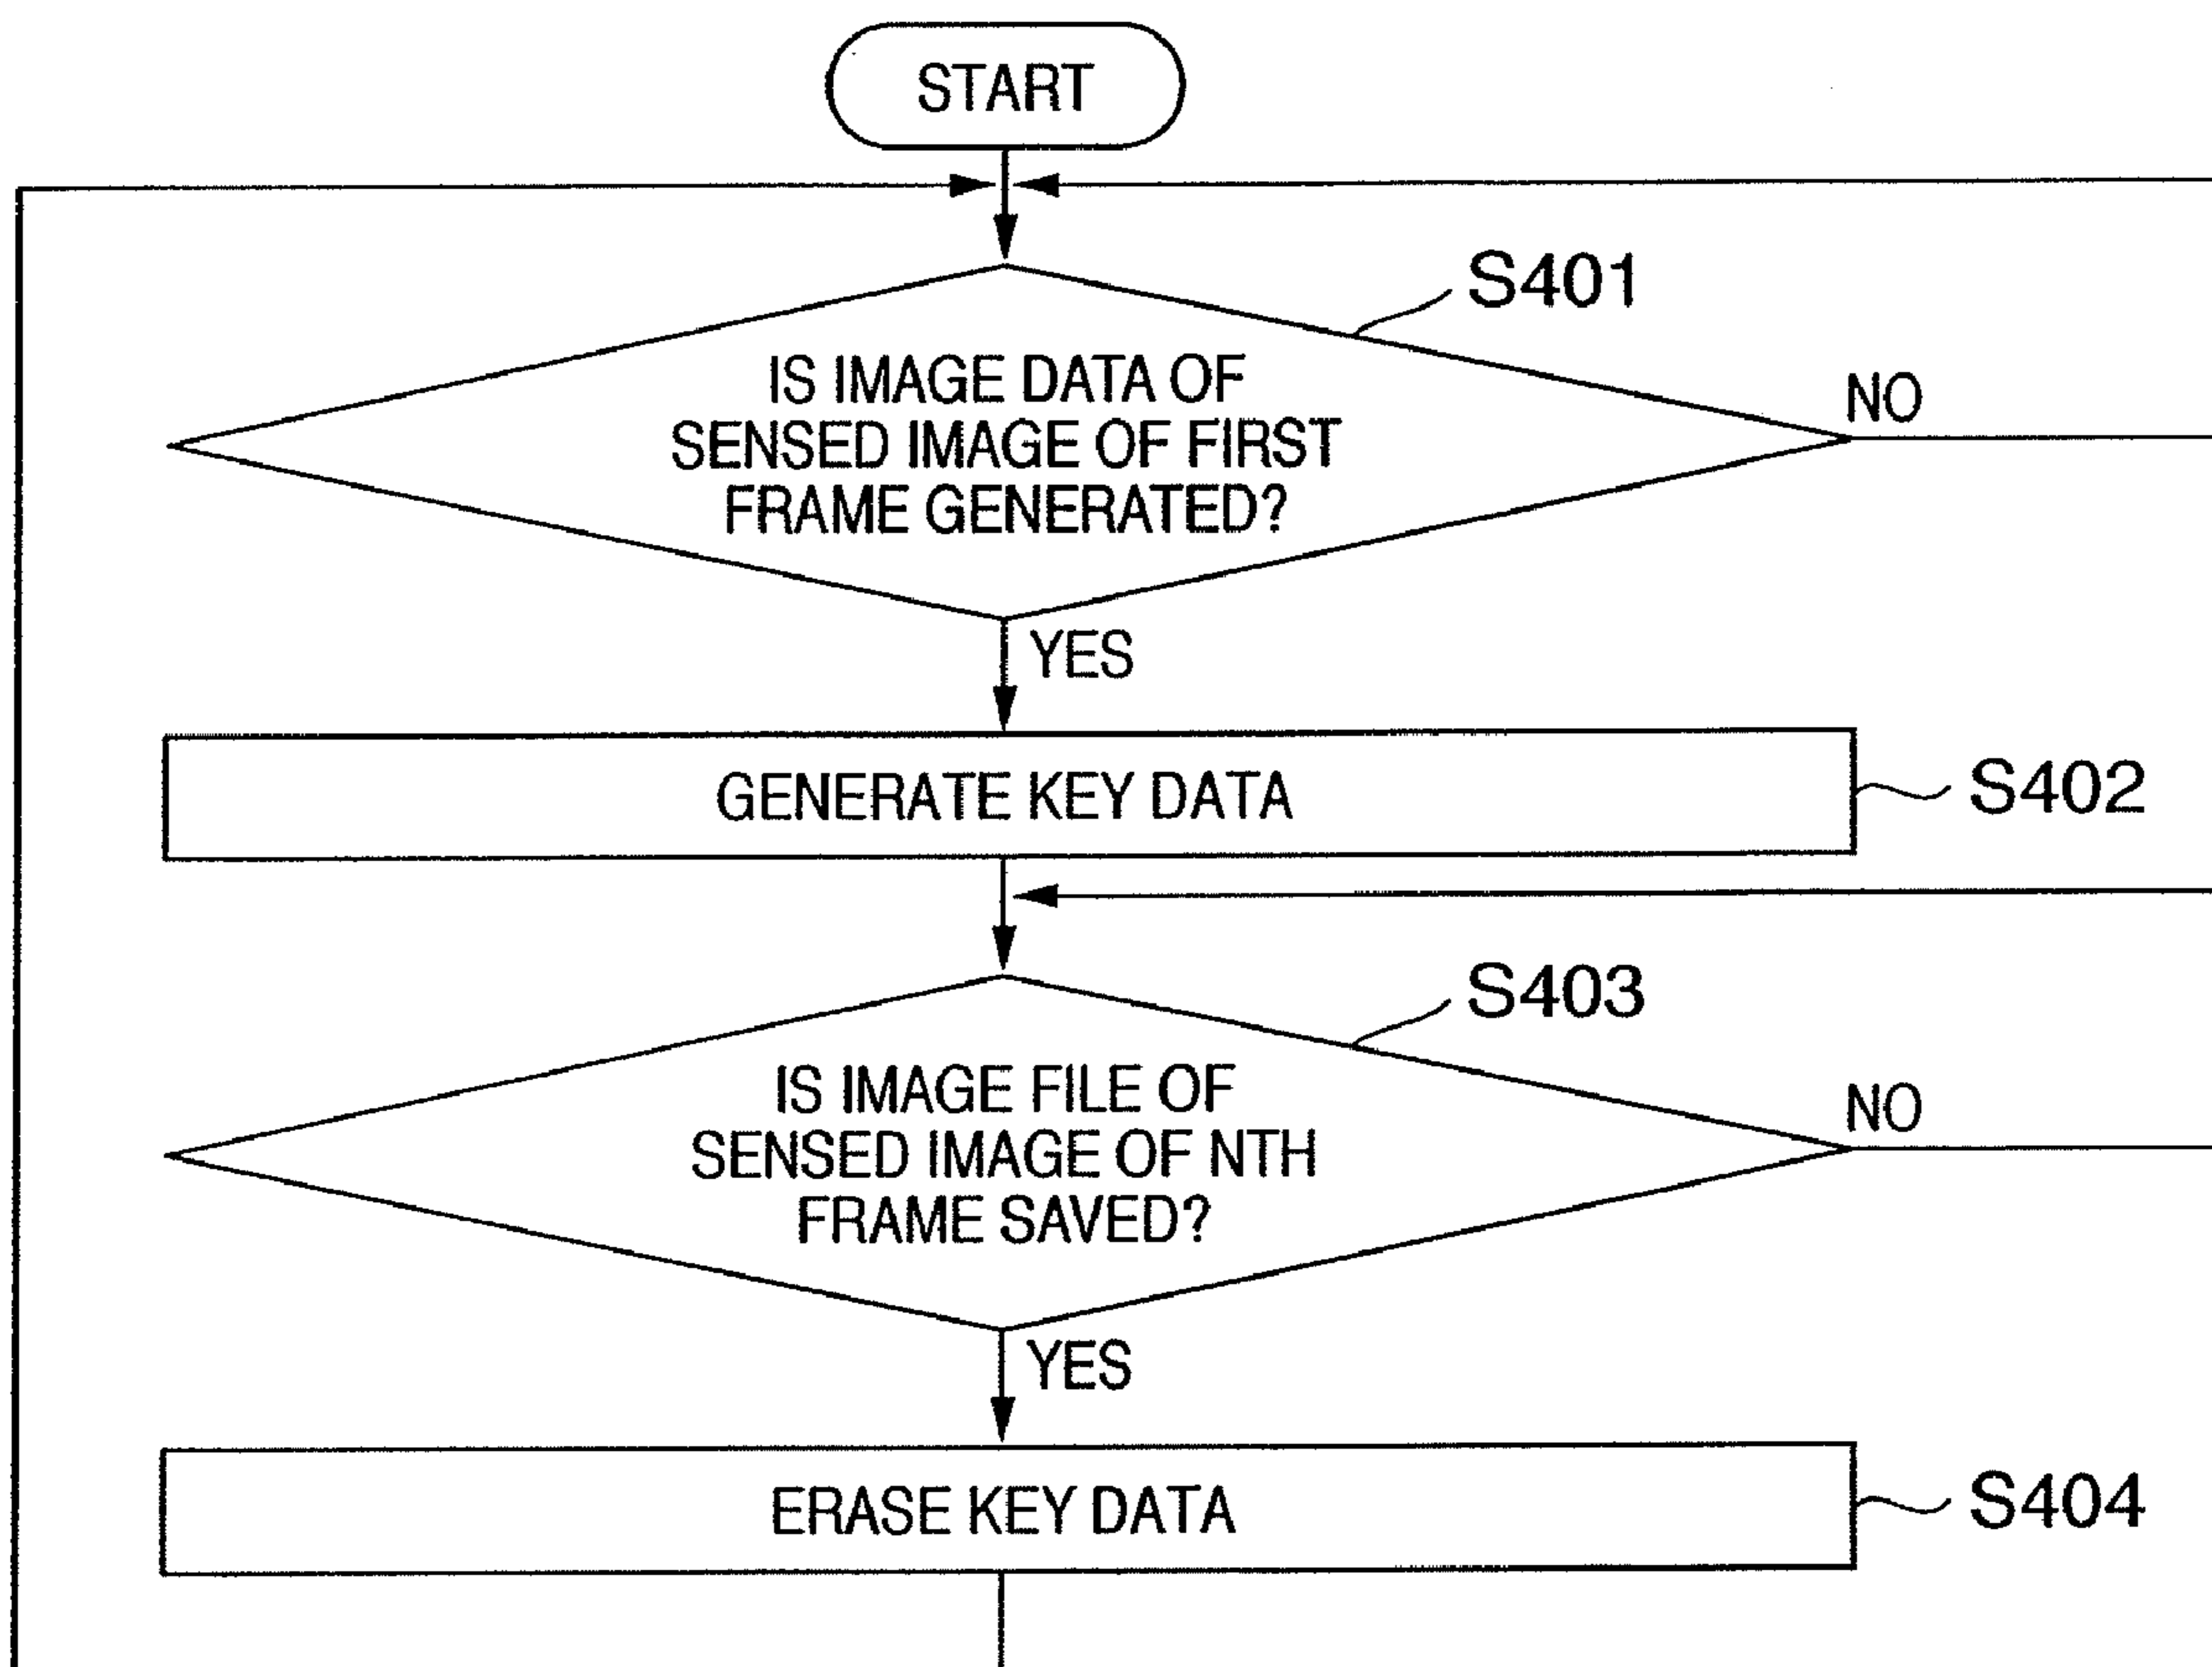 START
S401
IS IMAGE DATA OF
SENSED IMAGE OF FIRST
FRAME GENERATED?
NO
YES
GENERATE KEY DATA
S402
S403
IS IMAGE FILE OF
SENSED IMAGE OF NTH
FRAME SAVED?
NO
YES
ERASE KEY DATA
S404